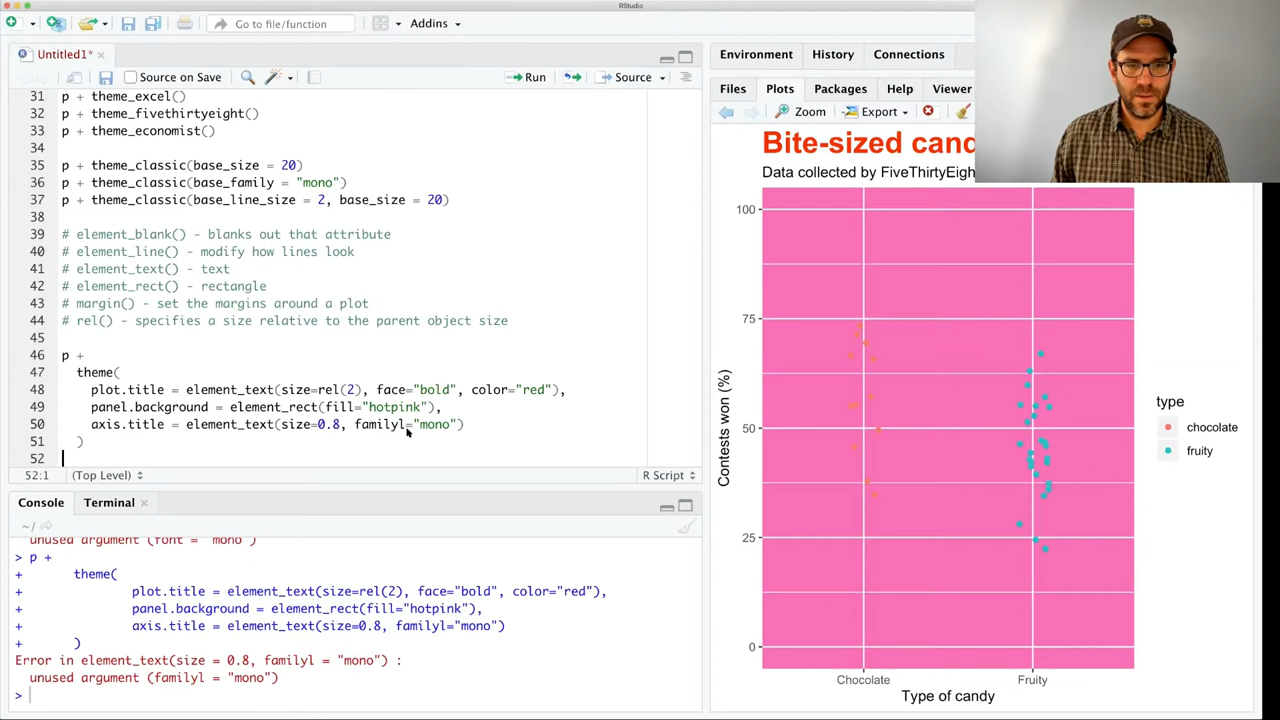 RStudio
Go to file/function
Addins
Untitled1*
Source on Save
Run
Source
31 p + theme_excel()
32 p + theme_fivethirtyeight()
33 p + theme_economist()
34
35 p + theme_classic(base_size = 20)
36 p + theme_classic(base_family = "mono")
37 p + theme_classic(base_line_size = 2, base_size = 20)
38
39 # element_blank() - blanks out that attribute
40 # element_line() - modify how lines look
41 # element_text() - text
42 # element_rect() - rectangle
43 # margin() - set the margins around a plot
44 # rel() - specifies a size relative to the parent object size
45
46 p +
47 theme(
48 plot.title = element_text(size=rel(2), face="bold", color="red"),
49 panel.background = element_rect(fill="hotpink"),
50 axis.title = element_text(size=0.8, familyl="mono")
51 )
52
52:1 (Top Level) R Script
Console Terminal
~/
unused argument (font = "mono")
> p +
+ theme(
+ plot.title = element_text(size=rel(2), face="bold", color="red"),
+ panel.background = element_rect(fill="hotpink"),
+ axis.title = element_text(size=0.8, familyl="mono")
+ )
Error in element_text(size = 0.8, familyl = "mono") :
unused argument (familyl = "mono")
>
Environment History Connections
Files Plots Packages Help Viewer
Zoom Export
Bite-sized cand
Data collected by FiveThirtyEigh
100
75
50
25
0
Contests won (%)
Chocolate Fruity
Type of candy
type
chocolate
fruity